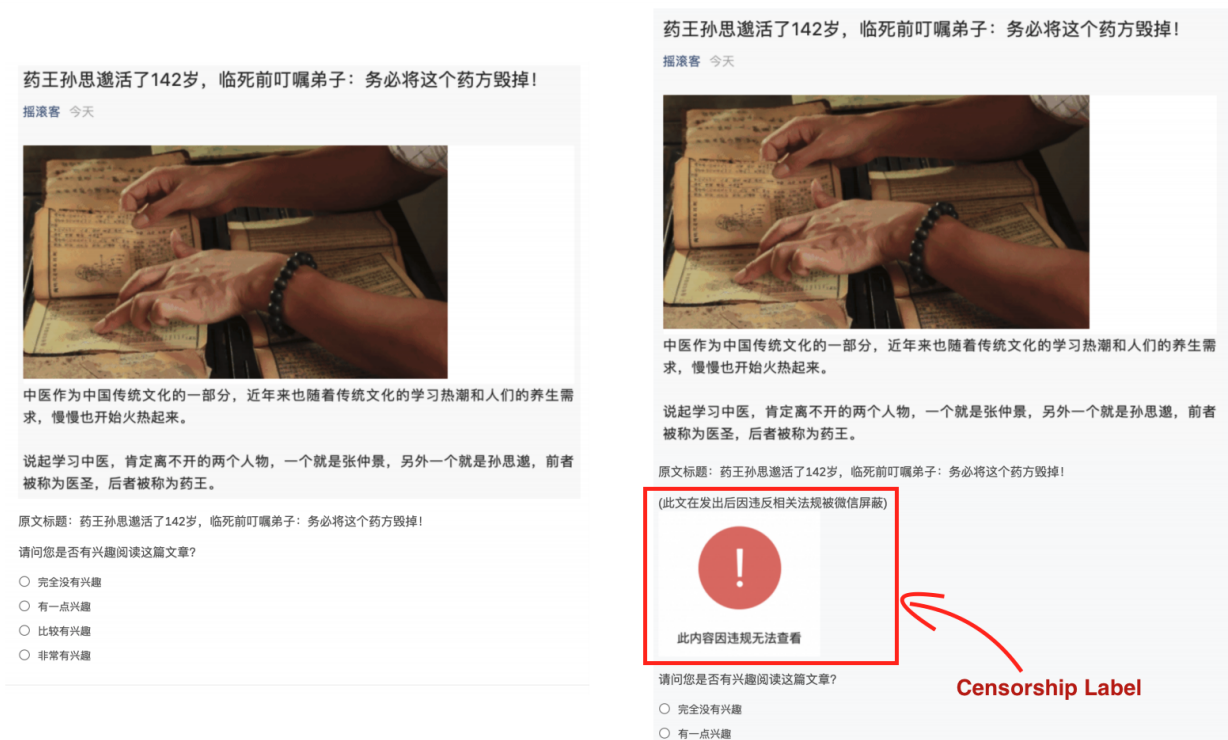 药王孙思邈活了142岁，临死前叮嘱弟子：务必将这个药方毁掉！
摇滚客 今天
中医作为中国传统文化的一部分，近年来也随着传统文化的学习热潮和人们的养生需
求，慢慢也开始火热起来。
说起学习中医，肯定离不开的两个人物，一个就是张仲景，另外一个就是孙思邈，前者
被称为医圣，后者被称为药王。
原文标题：药王孙思邈活了142岁，临死前叮嘱弟子：务必将这个药方毁掉！
请问您是否有兴趣阅读这篇文章?
完全没有兴趣
有一点兴趣
比较有兴趣
非常有兴趣
药王孙思邈活了142岁，临死前叮嘱弟子：务必将这个药方毁掉！
摇滚客 今天
中医作为中国传统文化的一部分，近年来也随着传统文化的学习热潮和人们的养生需
求，慢慢也开始火热起来。
说起学习中医，肯定离不开的两个人物，一个就是张仲景，另外一个就是孙思邈，前者
被称为医圣，后者被称为药王。
原文标题：药王孙思邈活了142岁，临死前叮嘱弟子：务必将这个药方毁掉！
(此文在发出后因违反相关法规被微信屏蔽)
!
此内容因违规无法查看
Censorship Label
请问您是否有兴趣阅读这篇文章?
完全没有兴趣
有一点兴趣